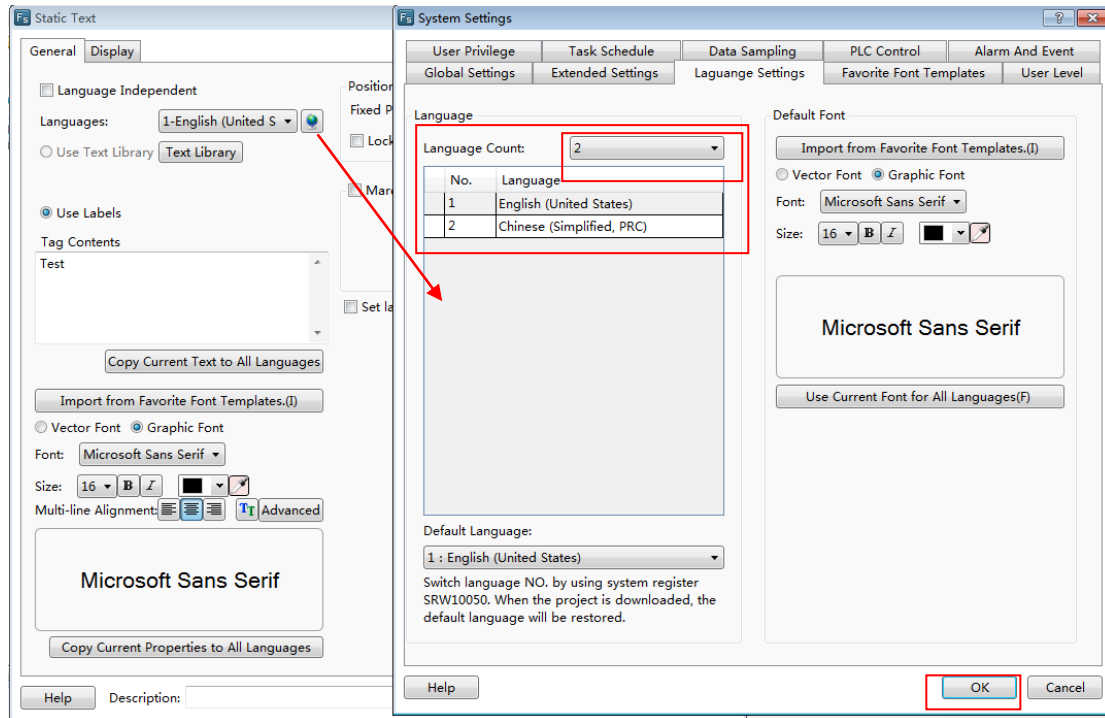 Static Text
General Display
Language Independent
Languages: 1-English (United S
Use Text Library Text Library
Use Labels
Tag Contents
Test
Copy Current Text to All Languages
Import from Favorite Font Templates.(I)
Vector Font Graphic Font
Font: Microsoft Sans Serif
Size: 16 B I
Multi-line Alignment: TT Advanced
Microsoft Sans Serif
Copy Current Properties to All Languages
Help Description:
Position
Fixed P
Lock
Set la
System Settings
User Privilege Task Schedule Data Sampling PLC Control Alarm And Event
Global Settings Extended Settings Laguange Settings Favorite Font Templates User Level
Language
Language Count: 2
No. Language
1 English (United States)
2 Chinese (Simplified, PRC)
Default Language:
1 : English (United States)
Switch language NO. by using system register
SRW10050. When the project is downloaded, the
default language will be restored.
Default Font
Import from Favorite Font Templates.(I)
Vector Font Graphic Font
Font: Microsoft Sans Serif
Size: 16 B I
Microsoft Sans Serif
Use Current Font for All Languages(F)
Help OK Cancel